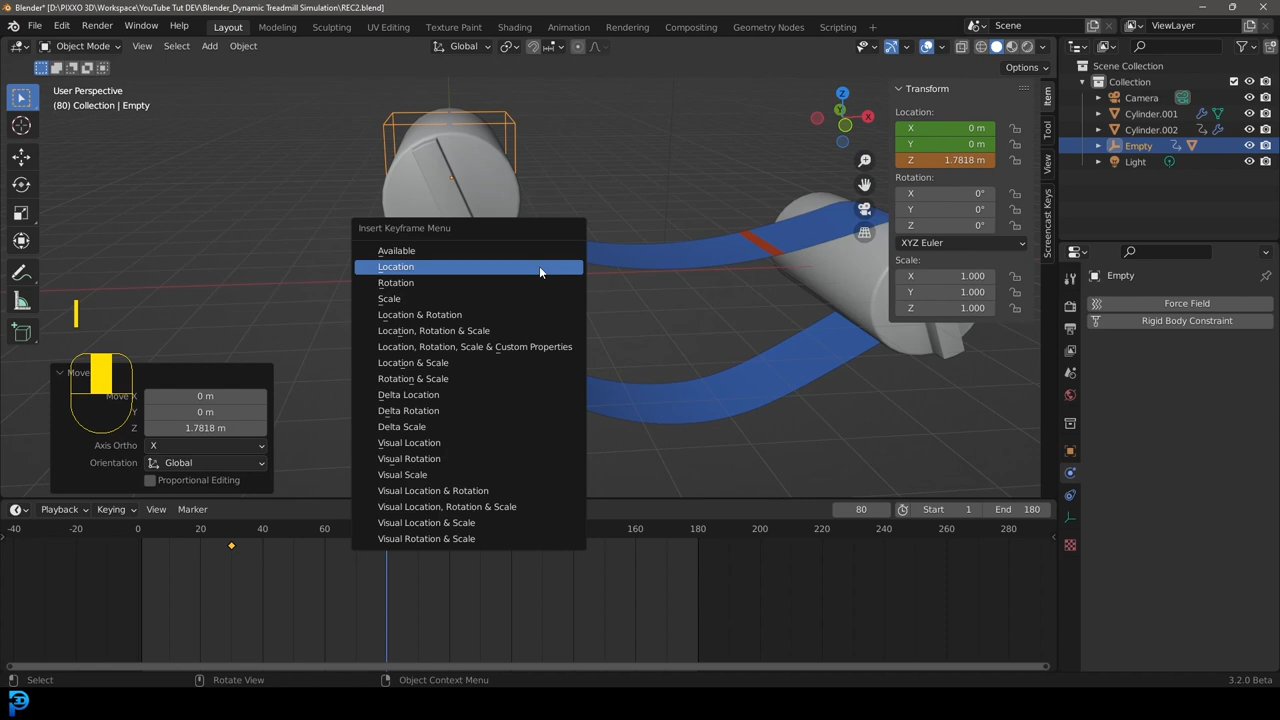 Blender* [D:\PIXXO 3D\Workspace\YouTube Tut DEV\Blender_Dynamic Treadmill Simulation\REC2.blend]
File Edit Render Window Help Layout Modeling Sculpting UV Editing Texture Paint Shading Animation Rendering Compositing Geometry Nodes Scripting Scene ViewLayer
Object Mode View Select Add Object Global
Options
User Perspective
(80) Collection | Empty
Transform
Location:
X 0 m
Y 0 m
Z 1.7818 m
Rotation:
X 0°
Y 0°
Z 0°
XYZ Euler
Scale:
X 1.000
Y 1.000
Z 1.000
Item
Tool
View
Screencast Keys
Z
Y
X
Scene Collection
Collection
Camera
Cylinder.001
Cylinder.002
Empty
Light
Empty
Force Field
Rigid Body Constraint
Insert Keyframe Menu
Available
Location
Rotation
Scale
Location & Rotation
Location, Rotation & Scale
Location, Rotation, Scale & Custom Properties
Location & Scale
Rotation & Scale
Delta Location
Delta Rotation
Delta Scale
Visual Location
Visual Rotation
Visual Scale
Visual Location & Rotation
Visual Location, Rotation & Scale
Visual Location & Scale
Visual Rotation & Scale
I
Move
Move X 0 m
Y 0 m
Z 1.7818 m
Axis Ortho X
Orientation Global
Proportional Editing
Playback Keying View Marker 80 Start 1 End 180
-40 -20 0 20 40 60 160 180 200 220 240 260 280
Select Rotate View Object Context Menu 3.2.0 Beta